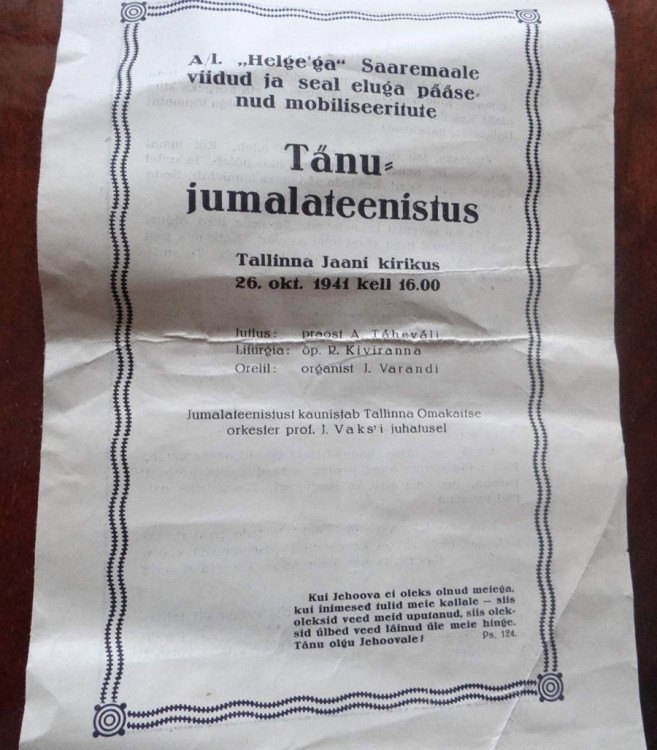 A/l. „Helge'ga“ Saaremaale
viidud ja seal eluga pääse-
nud mobiliseeritute
Tänu-
jumalateenistus
Tallinna Jaani kirikus
26. okt. 1941 kell 16.00
Jutlus: praost A. Täheväli
Liturgia: õp. R. Kiviranna
Orelil: organist J. Varandi
Jumalateenistust kaunistab Tallinna Omakaitse
orkester prof. J. Vaks'i juhatusel
Kui Jehoova ei oleks olnud meiega,
kui inimesed tulid meie kallale — siis
oleksid veed meid uputanud, siis olek-
sid ülbed veed läinud üle meie hinge.
Tänu olgu Jehoovale! Ps. 124.